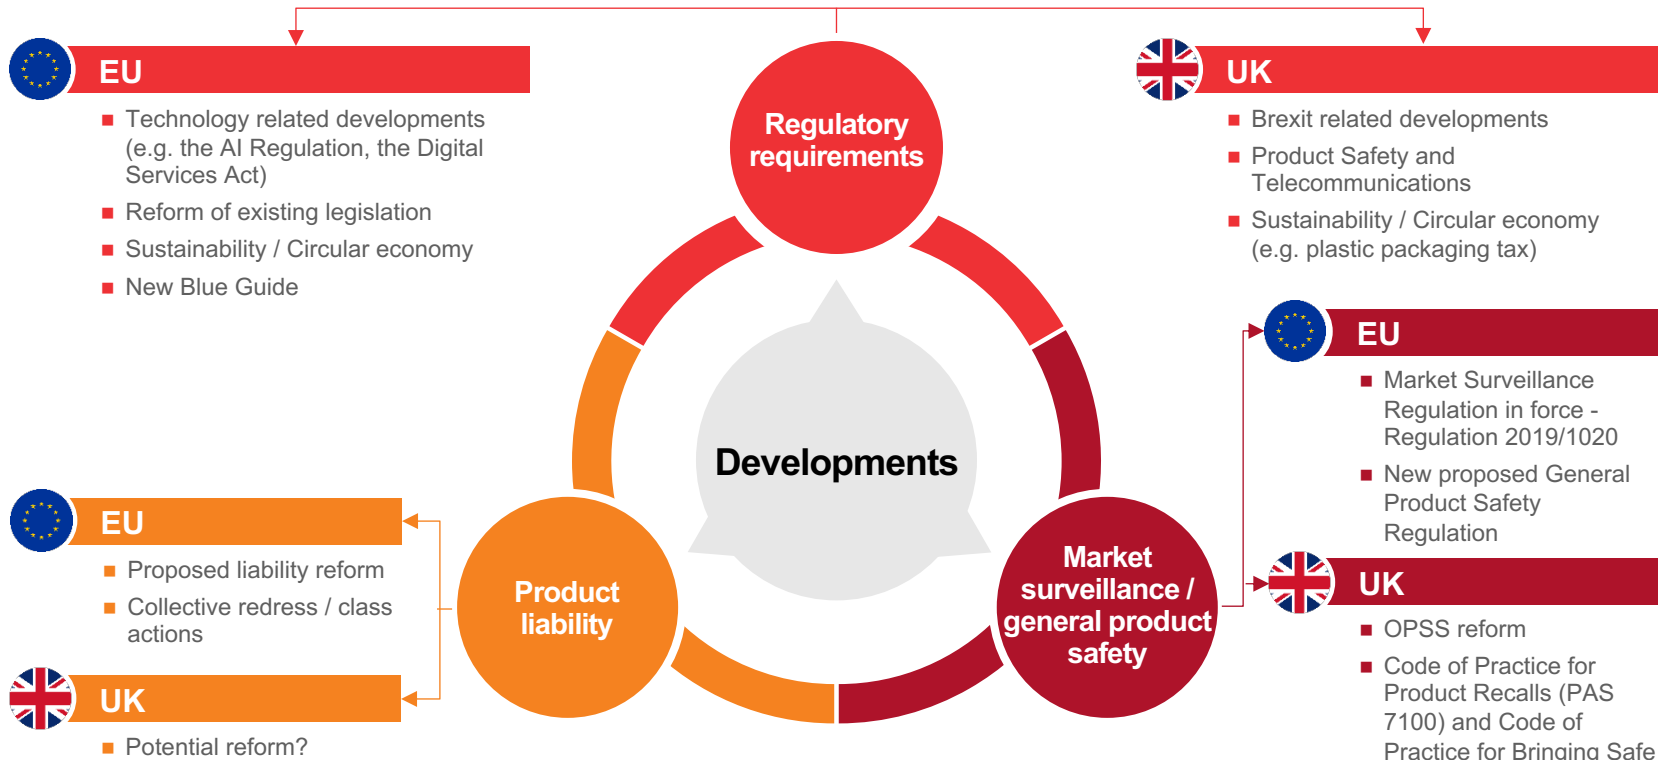 EU
Technology related developments
(e.g. the AI Regulation, the Digital
Services Act)
Reform of existing legislation
Sustainability / Circular economy
New Blue Guide
Regulatory
requirements
UK
Brexit related developments
Product Safety and
Telecommunications
Sustainability / Circular economy
(e.g. plastic packaging tax)
Developments
EU
Market Surveillance
Regulation in force -
Regulation 2019/1020
New proposed General
Product Safety
Regulation
EU
Proposed liability reform
Collective redress / class
actions
Product
liability
Market
surveillance /
general product
safety
UK
OPSS reform
Code of Practice for
Product Recalls (PAS
7100) and Code of
Practice for Bringing Safe
UK
Potential reform?